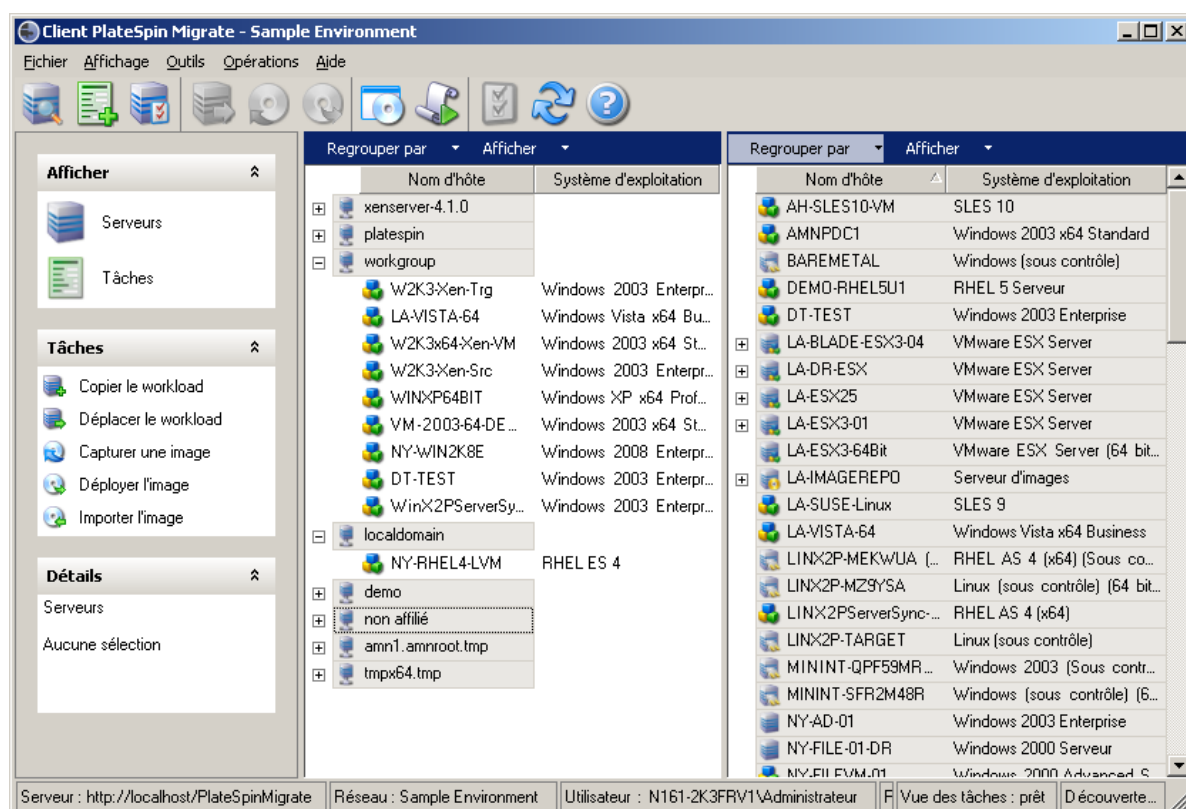 Client PlateSpin Migrate - Sample Environment
Fichier Affichage Outils Opérations Aide
Afficher
Serveurs
Tâches
Tâches
Copier le workload
Déplacer le workload
Capturer une image
Déployer l'image
Importer l'image
Détails
Serveurs
Aucune sélection
Regrouper par Afficher
Nom d'hôte Système d'exploitation
xenserver-4.1.0
platespin
workgroup
W2K3-Xen-Trg Windows 2003 Enterpr...
LA-VISTA-64 Windows Vista x64 Bu...
W2K3x64-Xen-VM Windows 2003 x64 St...
W2K3-Xen-Src Windows 2003 Enterpr...
WINXP64BIT Windows XP x64 Prof...
VM-2003-64-DE... Windows 2003 x64 St...
NY-WIN2K8E Windows 2008 Enterpr...
DT-TEST Windows 2003 Enterpr...
WinX2PServerSy... Windows 2003 Enterpr...
localdomain
NY-RHEL4-LVM RHEL ES 4
demo
non affilié
amn1.amnroot.tmp
tmpx64.tmp
Regrouper par Afficher
Nom d'hôte Système d'exploitation
AH-SLES10-VM SLES 10
AMNPDC1 Windows 2003 x64 Standard
BAREMETAL Windows (sous contrôle)
DEMO-RHEL5U1 RHEL 5 Serveur
DT-TEST Windows 2003 Enterprise
LA-BLADE-ESX3-04 VMware ESX Server
LA-DR-ESX VMware ESX Server
LA-ESX25 VMware ESX Server
LA-ESX3-01 VMware ESX Server
LA-ESX3-64Bit VMware ESX Server (64 bit...
LA-IMAGEREPO Serveur d'images
LA-SUSE-Linux SLES 9
LA-VISTA-64 Windows Vista x64 Business
LINX2P-MEKWUA (... RHEL AS 4 (x64) (Sous co...
LINX2P-MZ9YSA Linux (sous contrôle) (64 bit...
LINX2PServerSync-... RHEL AS 4 (x64)
LINX2P-TARGET Linux (sous contrôle)
MININT-QPF59MR... Windows 2003 (Sous contr...
MININT-SFR2M48R Windows (sous contrôle) (6...
NY-AD-01 Windows 2003 Enterprise
NY-FILE-01-DR Windows 2000 Serveur
NY-FILEVM-01 Windows 2000 Advanced S
Serveur : http://localhost/PlateSpinMigrate Réseau : Sample Environment Utilisateur : N161-2K3FRV1\Administrateur F Vue des tâches : prêt Découverte...